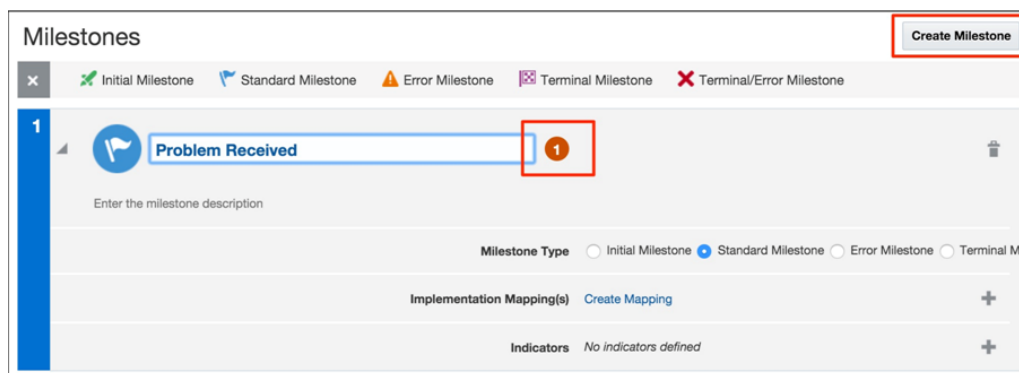 Milestones
Create Milestone
Initial Milestone Standard Milestone Error Milestone Terminal Milestone Terminal/Error Milestone
1
Problem Received
1
Enter the milestone description
Milestone Type Initial Milestone Standard Milestone Error Milestone Terminal M
Implementation Mapping(s) Create Mapping
Indicators No indicators defined